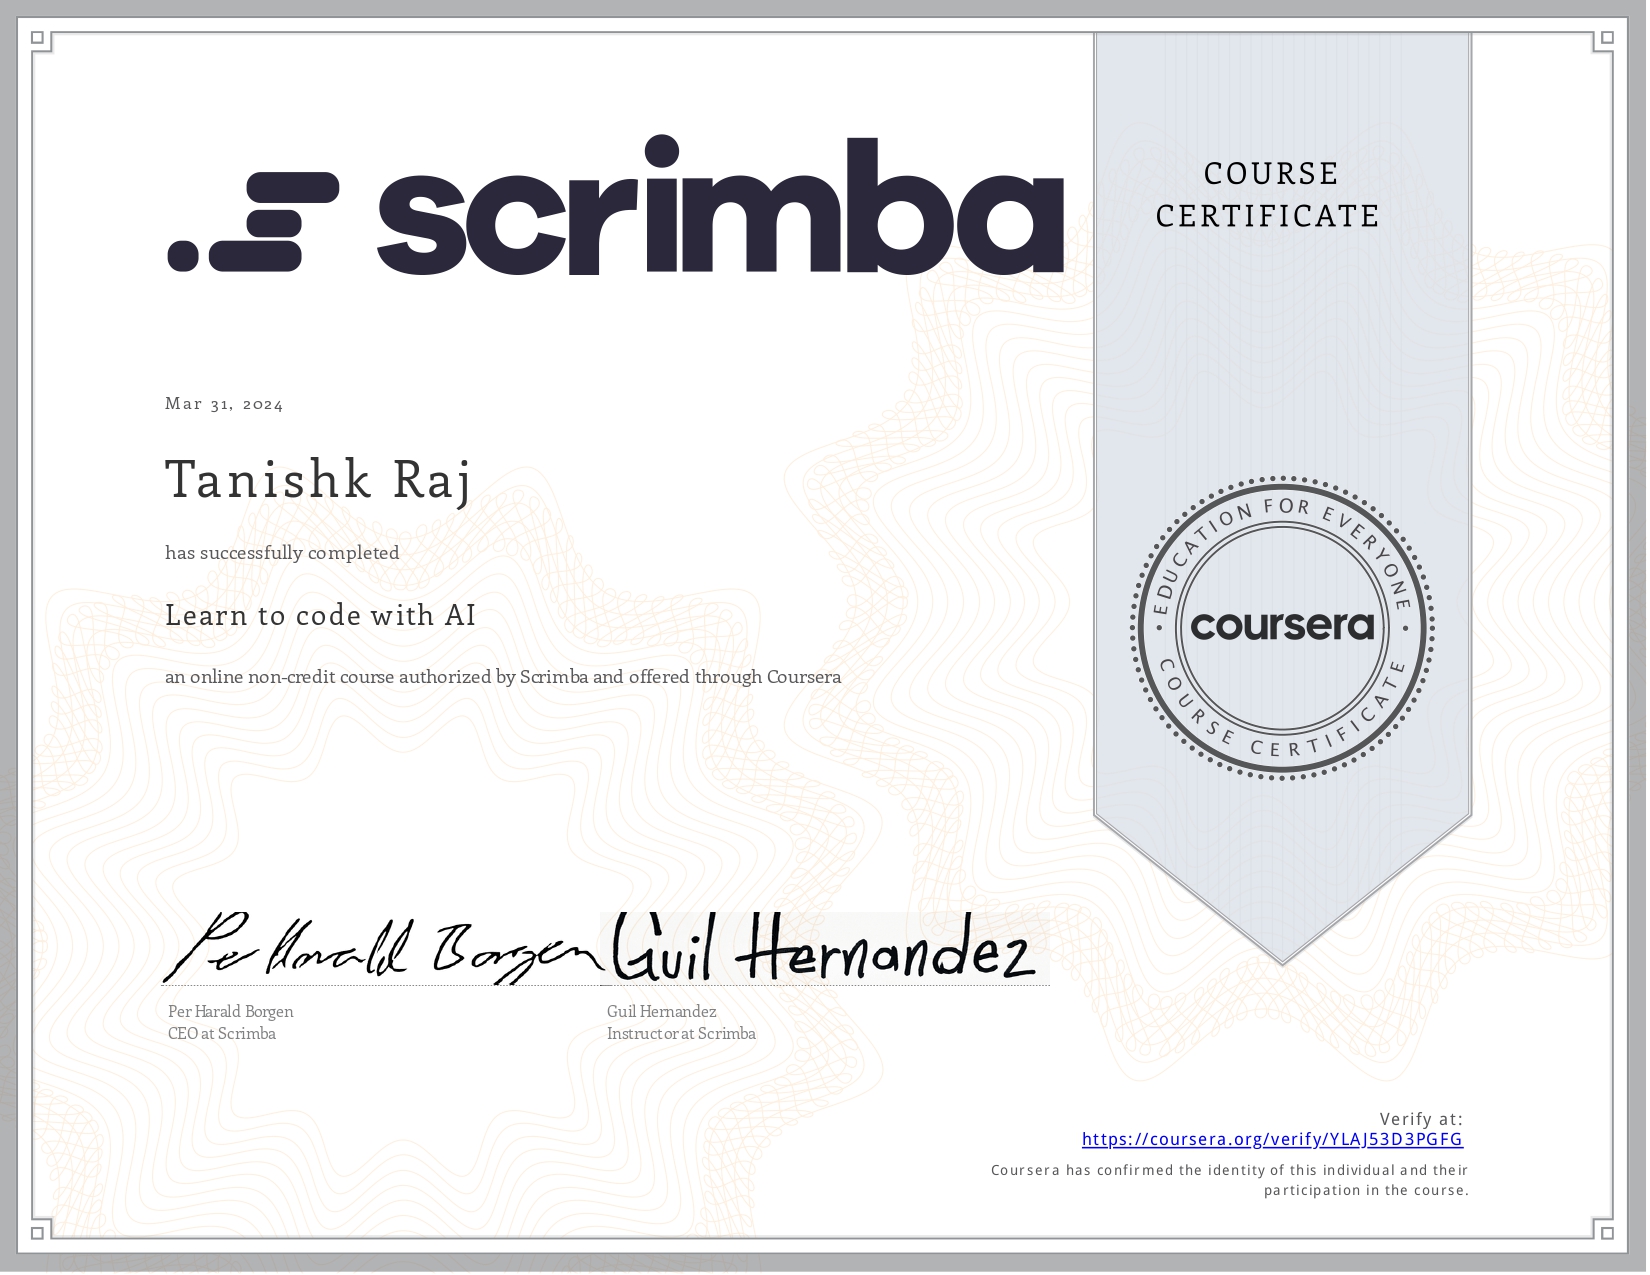 scrimba
COURSE
CERTIFICATE
Mar 31, 2024
Tanishk Raj
has successfully completed
Learn to code with AI
an online non-credit course authorized by Scrimba and offered through Coursera
EDUCATION FOR EVERYONE
coursera
COURSE CERTIFICATE
Per Harald Borgen
Guil Hernandez
Per Harald Borgen
CEO at Scrimba
Guil Hernandez
Instructor at Scrimba
Verify at:
https://coursera.org/verify/YLAJ53D3PGFG
Coursera has confirmed the identity of this individual and their
participation in the course.